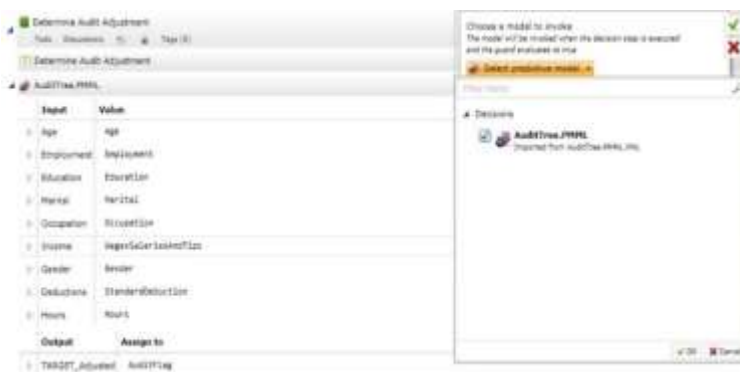 Determine Audit Adjustment
Tags (0)
Determine Audit Adjustment
AuditTree.PMML
Input Value
Age Age
Employment Employment
Education Education
Marital Marital
Occupation Occupation
Income WagesSalariesAndTips
Gender Gender
Deductions StandardDeduction
Hours Hours
Output Assign to
TARGET_Adjusted AuditFlag
Choose a model to invoke
The model will be invoked when the decision step is executed
and the guard evaluates to true
Select predictive model
Decisions
AuditTree.PMML
Imported from AuditTree.PMML.XML
OK Cancel